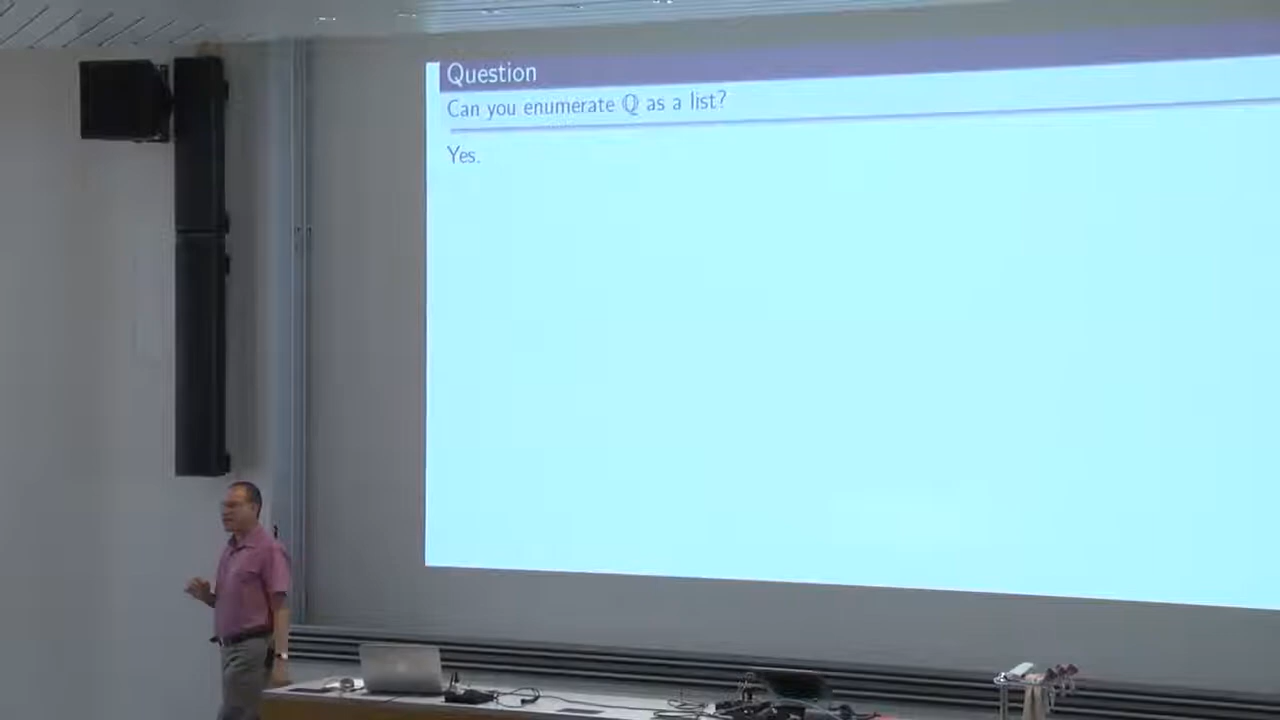 Question
Can you enumerate ℚ as a list?
Yes.